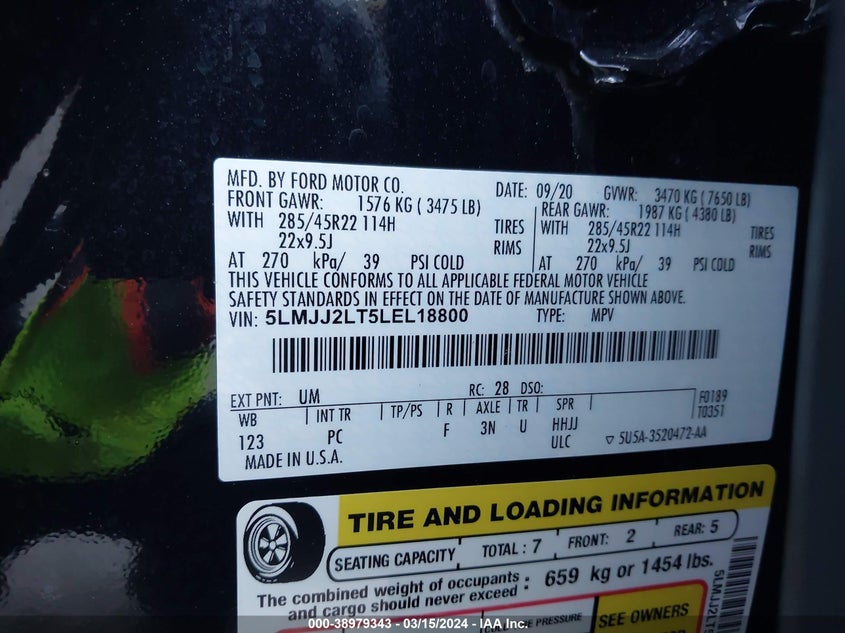 MFD. BY FORD MOTOR CO. DATE: 09/20 GVWR: 3470 KG ( 7650 LB)
FRONT GAWR: 1576 KG ( 3475 LB) REAR GAWR: 1987 KG ( 4380 LB)
WITH 285/45R22 114H TIRES WITH 285/45R22 114H TIRES
22x9.5J RIMS 22x9.5J RIMS
AT 270 kPa/ 39 PSI COLD AT 270 kPa/ 39 PSI COLD
THIS VEHICLE CONFORMS TO ALL APPLICABLE FEDERAL MOTOR VEHICLE
SAFETY STANDARDS IN EFFECT ON THE DATE OF MANUFACTURE SHOWN ABOVE.
VIN: 5LMJJ2LT5LEL18800 TYPE: MPV
EXT PNT: UM RC: 28 DSO:
WB INT TR TP/PS R AXLE TR SPR F0189
T0351
123 PC F 3N U HHJJ
ULC ▽ 5U5A-3520472-AA
MADE IN U.S.A.
TIRE AND LOADING INFORMATION
SEATING CAPACITY TOTAL : 7 FRONT: 2 REAR: 5
The combined weight of occupants
and cargo should never exceed : 659 kg or 1454 lbs.
PRESSURE SEE OWNERS
5LMJJ2LT
000-38979343 - 03/15/2024 - IAA Inc.